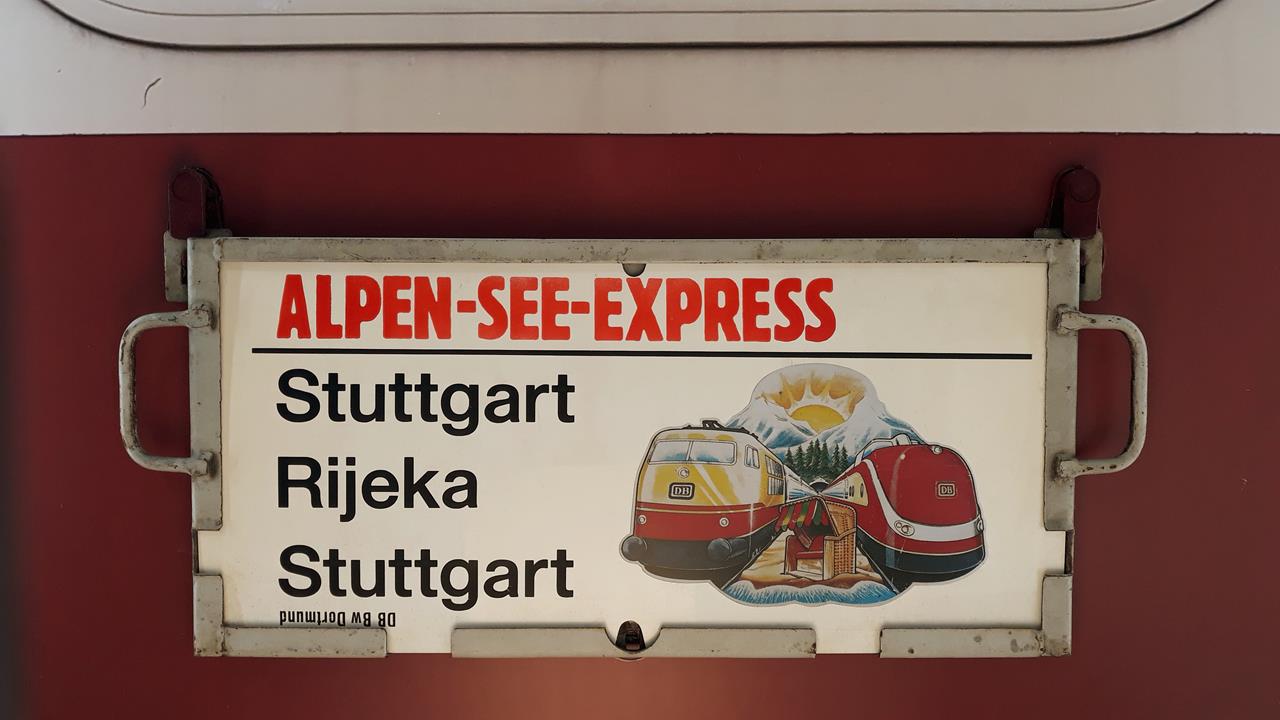 ALPEN-SEE-EXPRESS
Stuttgart
Rijeka
Stuttgart
DB Bw Dortmund
DB
DB